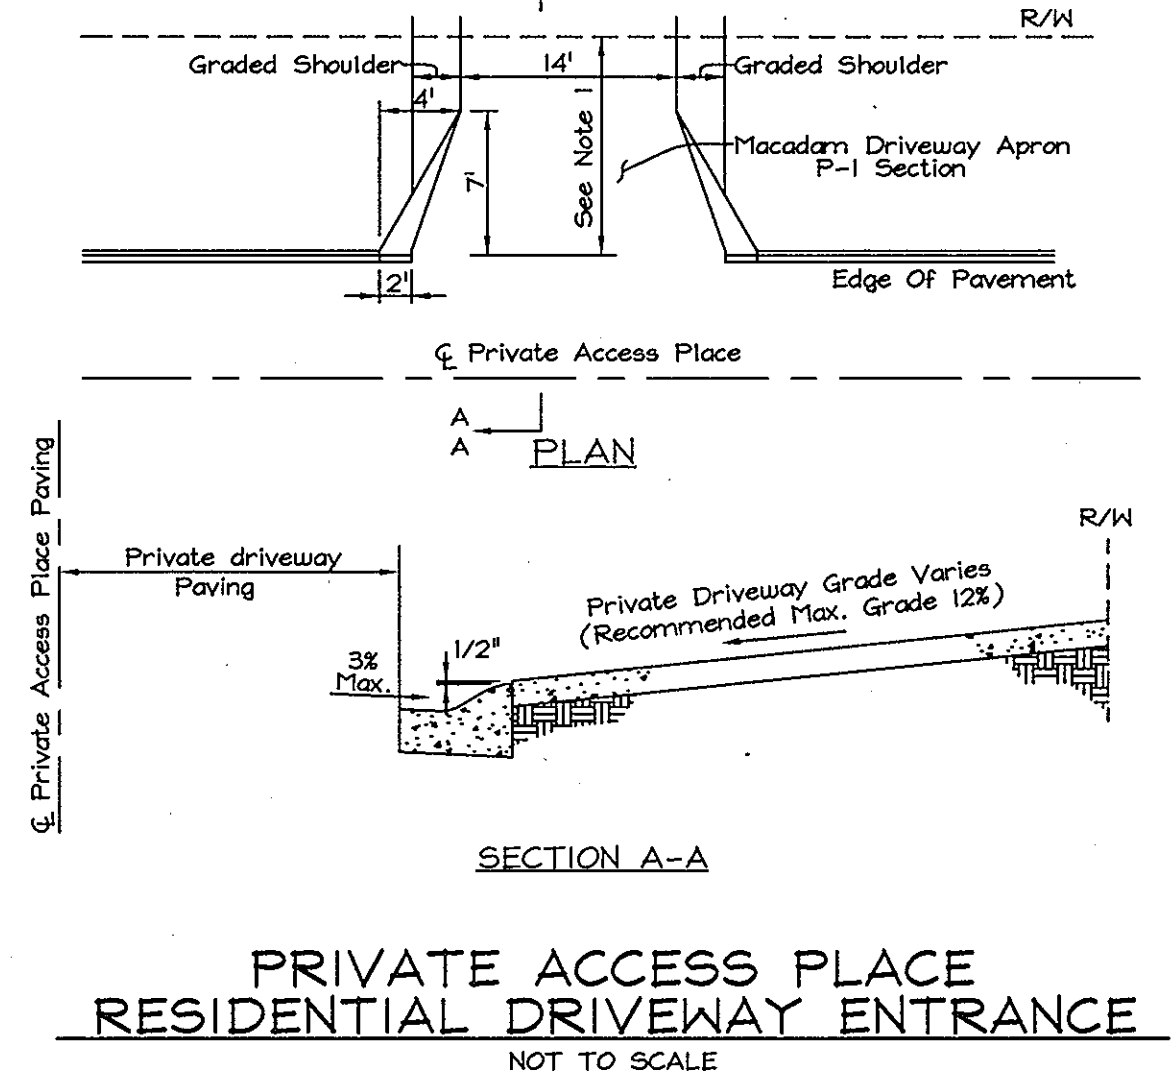 R/W
Graded Shoulder
14'
Graded Shoulder
4'
See Note 1
7'
Macadam Driveway Apron
P-1 Section
2'
Edge Of Pavement
℄ Private Access Place
A
A
PLAN
℄ Private Access Place Paving
R/W
Private driveway
Paving
Private Driveway Grade Varies
(Recommended Max. Grade 12%)
1/2"
3%
Max.
SECTION A-A
PRIVATE ACCESS PLACE
RESIDENTIAL DRIVEWAY ENTRANCE
NOT TO SCALE